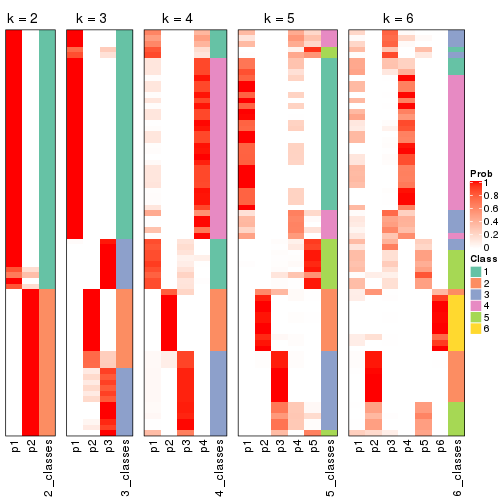 k = 2
k = 3
k = 4
k = 5
k = 6
Prob
1
0.8
0.6
0.4
0.2
0
Class
1
2
3
4
5
6
p1
p2
2_classes
p1
p2
p3
3_classes
p1
p2
p3
p4
4_classes
p1
p2
p3
p4
p5
5_classes
p1
p2
p3
p4
p5
p6
6_classes